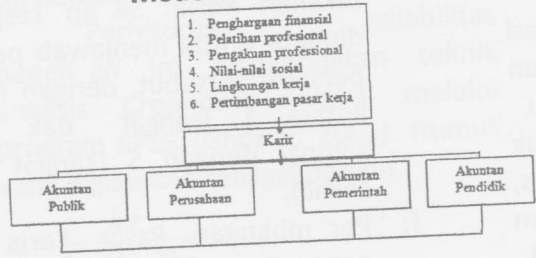 1. Penghargaan finansial
2. Pelatihan profesional
3. Pengakuan professional
4. Nilai-nilai sosial
5. Lingkungan kerja
6. Pertimbangan pasar kerja
Karir
Akuntan
Publik
Akuntan
Perusahaan
Akuntan
Pemerintah
Akuntan
Pendidik